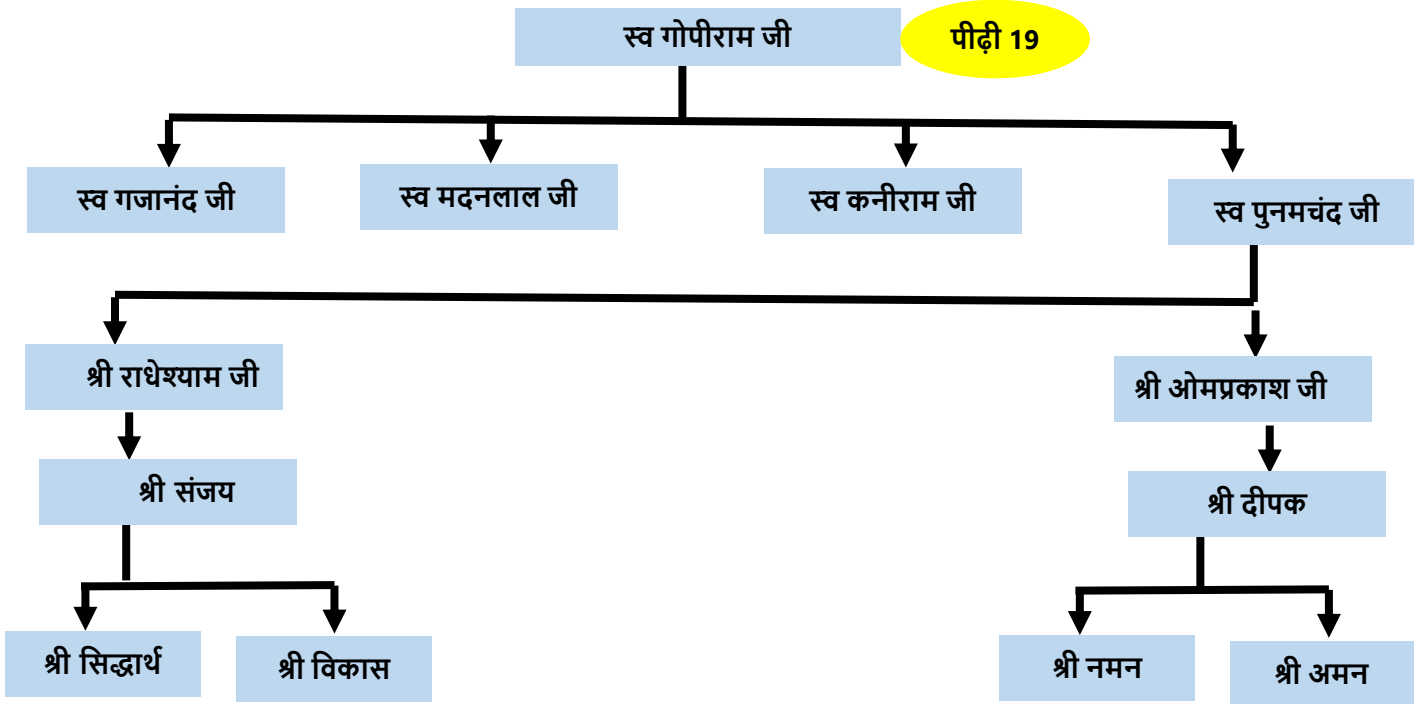 स्व गोपीराम जी
पीढ़ी 19
स्व गजानंद जी
स्व मदनलाल जी
स्व कनीराम जी
स्व पुनमचंद जी
श्री राधेश्याम जी
श्री ओमप्रकाश जी
श्री संजय
श्री दीपक
श्री सिद्धार्थ
श्री विकास
श्री नमन
श्री अमन